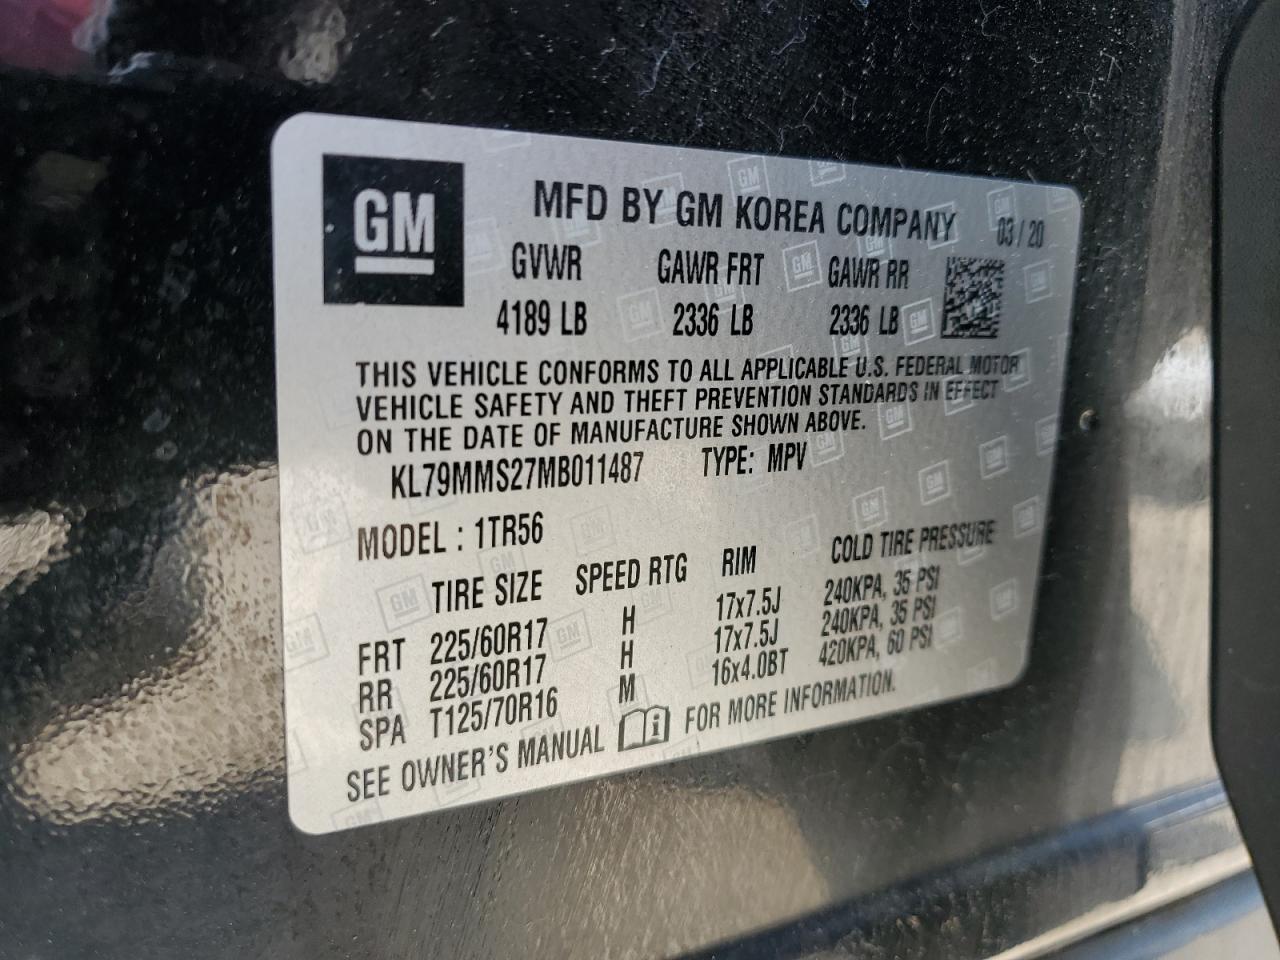 GM
MFD BY GM KOREA COMPANY 03/20
GVWR GAWR FRT GAWR RR
4189 LB 2336 LB 2336 LB
THIS VEHICLE CONFORMS TO ALL APPLICABLE U.S. FEDERAL MOTOR
VEHICLE SAFETY AND THEFT PREVENTION STANDARDS IN EFFECT
ON THE DATE OF MANUFACTURE SHOWN ABOVE.
KL79MMS27MB011487 TYPE: MPV
MODEL : 1TR56
TIRE SIZE SPEED RTG RIM COLD TIRE PRESSURE
FRT 225/60R17 H 17x7.5J 240KPA, 35 PSI
RR 225/60R17 H 17x7.5J 240KPA, 35 PSI
SPA T125/70R16 M 16x4.0BT 420KPA, 60 PSI
SEE OWNER'S MANUAL FOR MORE INFORMATION.